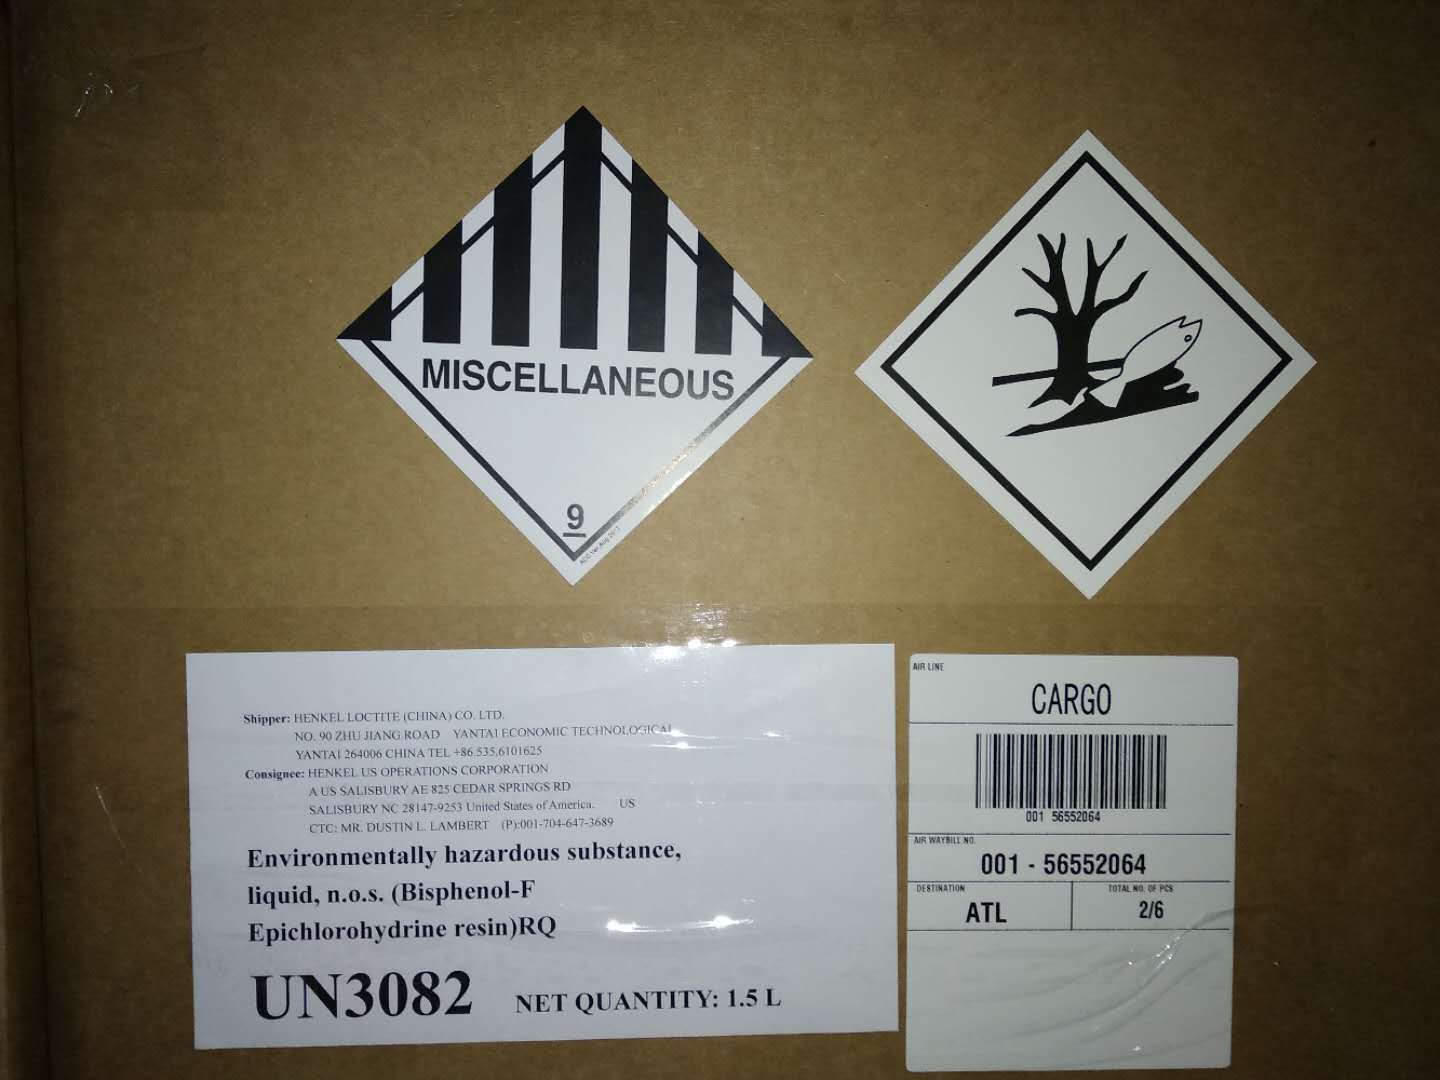 MISCELLANEOUS
9
Shipper: HENKEL LOCTITE (CHINA) CO. LTD.
NO. 90 ZHU JIANG ROAD YANTAI ECONOMIC TECHNOLOGICAL
YANTAI 264006 CHINA TEL +86.535.6101625
Consignee: HENKEL US OPERATIONS CORPORATION
A US SALISBURY AE 825 CEDAR SPRINGS RD
SALISBURY NC 28147-9253 United States of America. US
CTC: MR. DUSTIN L. LAMBERT (P):001-704-647-3689
Environmentally hazardous substance,
liquid, n.o.s. (Bisphenol-F
Epichlorohydrine resin)RQ
UN3082 NET QUANTITY: 1.5 L
AIR LINE
CARGO
001 56552064
AIR WAYBILL NO.
001 - 56552064
DESTINATION TOTAL NO. OF PCS
ATL 2/6